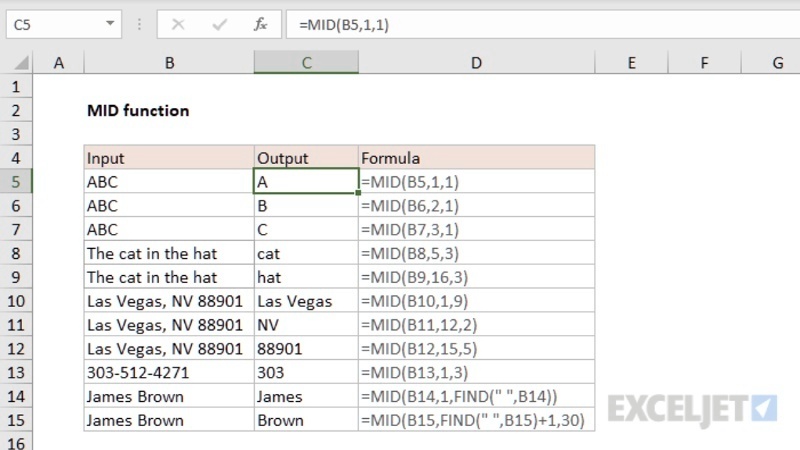 C5 fx =MID(B5,1,1)
A B C D E F G
1
2 MID function
3
4 Input Output Formula
5 ABC A =MID(B5,1,1)
6 ABC B =MID(B6,2,1)
7 ABC C =MID(B7,3,1)
8 The cat in the hat cat =MID(B8,5,3)
9 The cat in the hat hat =MID(B9,16,3)
10 Las Vegas, NV 88901 Las Vegas =MID(B10,1,9)
11 Las Vegas, NV 88901 NV =MID(B11,12,2)
12 Las Vegas, NV 88901 88901 =MID(B12,15,5)
13 303-512-4271 303 =MID(B13,1,3)
14 James Brown James =MID(B14,1,FIND(" ",B14))
15 James Brown Brown =MID(B15,FIND(" ",B15)+1,30)
EXCELJET
16